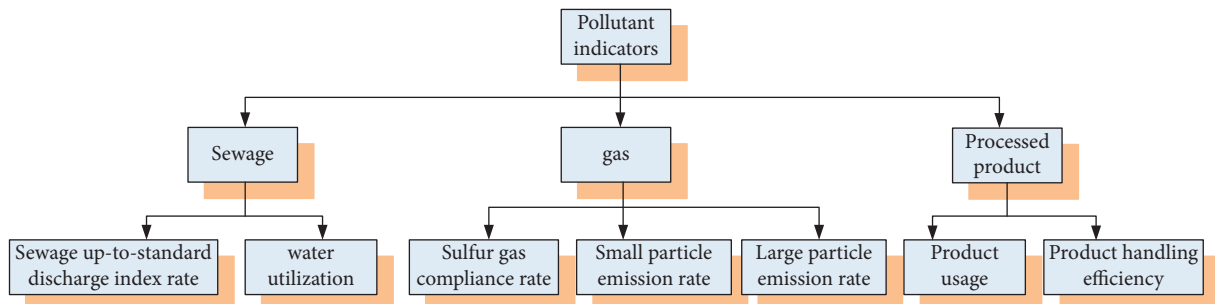 Pollutant
indicators
Sewage
gas
Processed
product
Sewage up-to-standard
discharge index rate
water
utilization
Sulfur gas
compliance rate
Small particle
emission rate
Large particle
emission rate
Product
usage
Product handling
efficiency